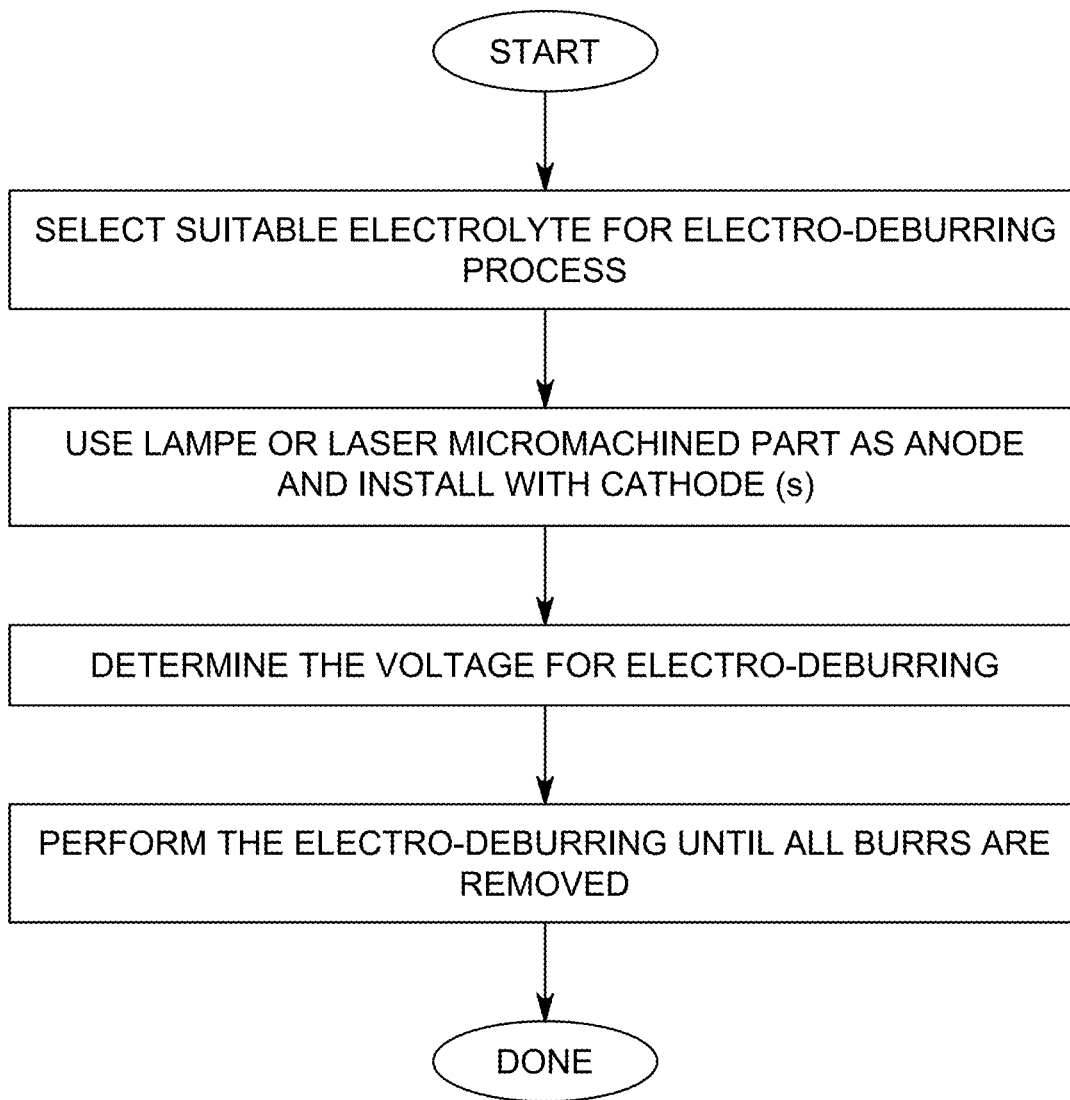 START
SELECT SUITABLE ELECTROLYTE FOR ELECTRO-DEBURRING
PROCESS
USE LAMPE OR LASER MICROMACHINED PART AS ANODE
AND INSTALL WITH CATHODE (s)
DETERMINE THE VOLTAGE FOR ELECTRO-DEBURRING
PERFORM THE ELECTRO-DEBURRING UNTIL ALL BURRS ARE
REMOVED
DONE